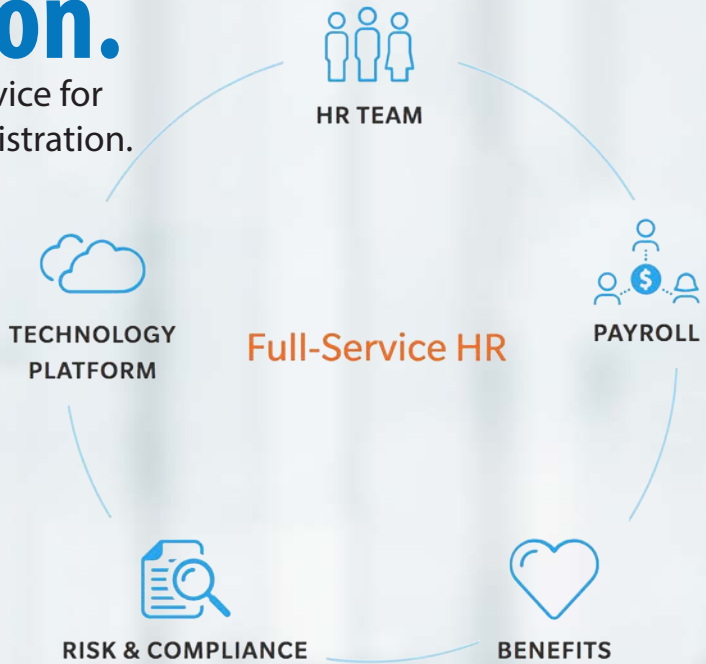 on.
vice for
istration.
HR TEAM
TECHNOLOGY
PLATFORM
Full-Service HR
$
PAYROLL
RISK & COMPLIANCE
BENEFITS